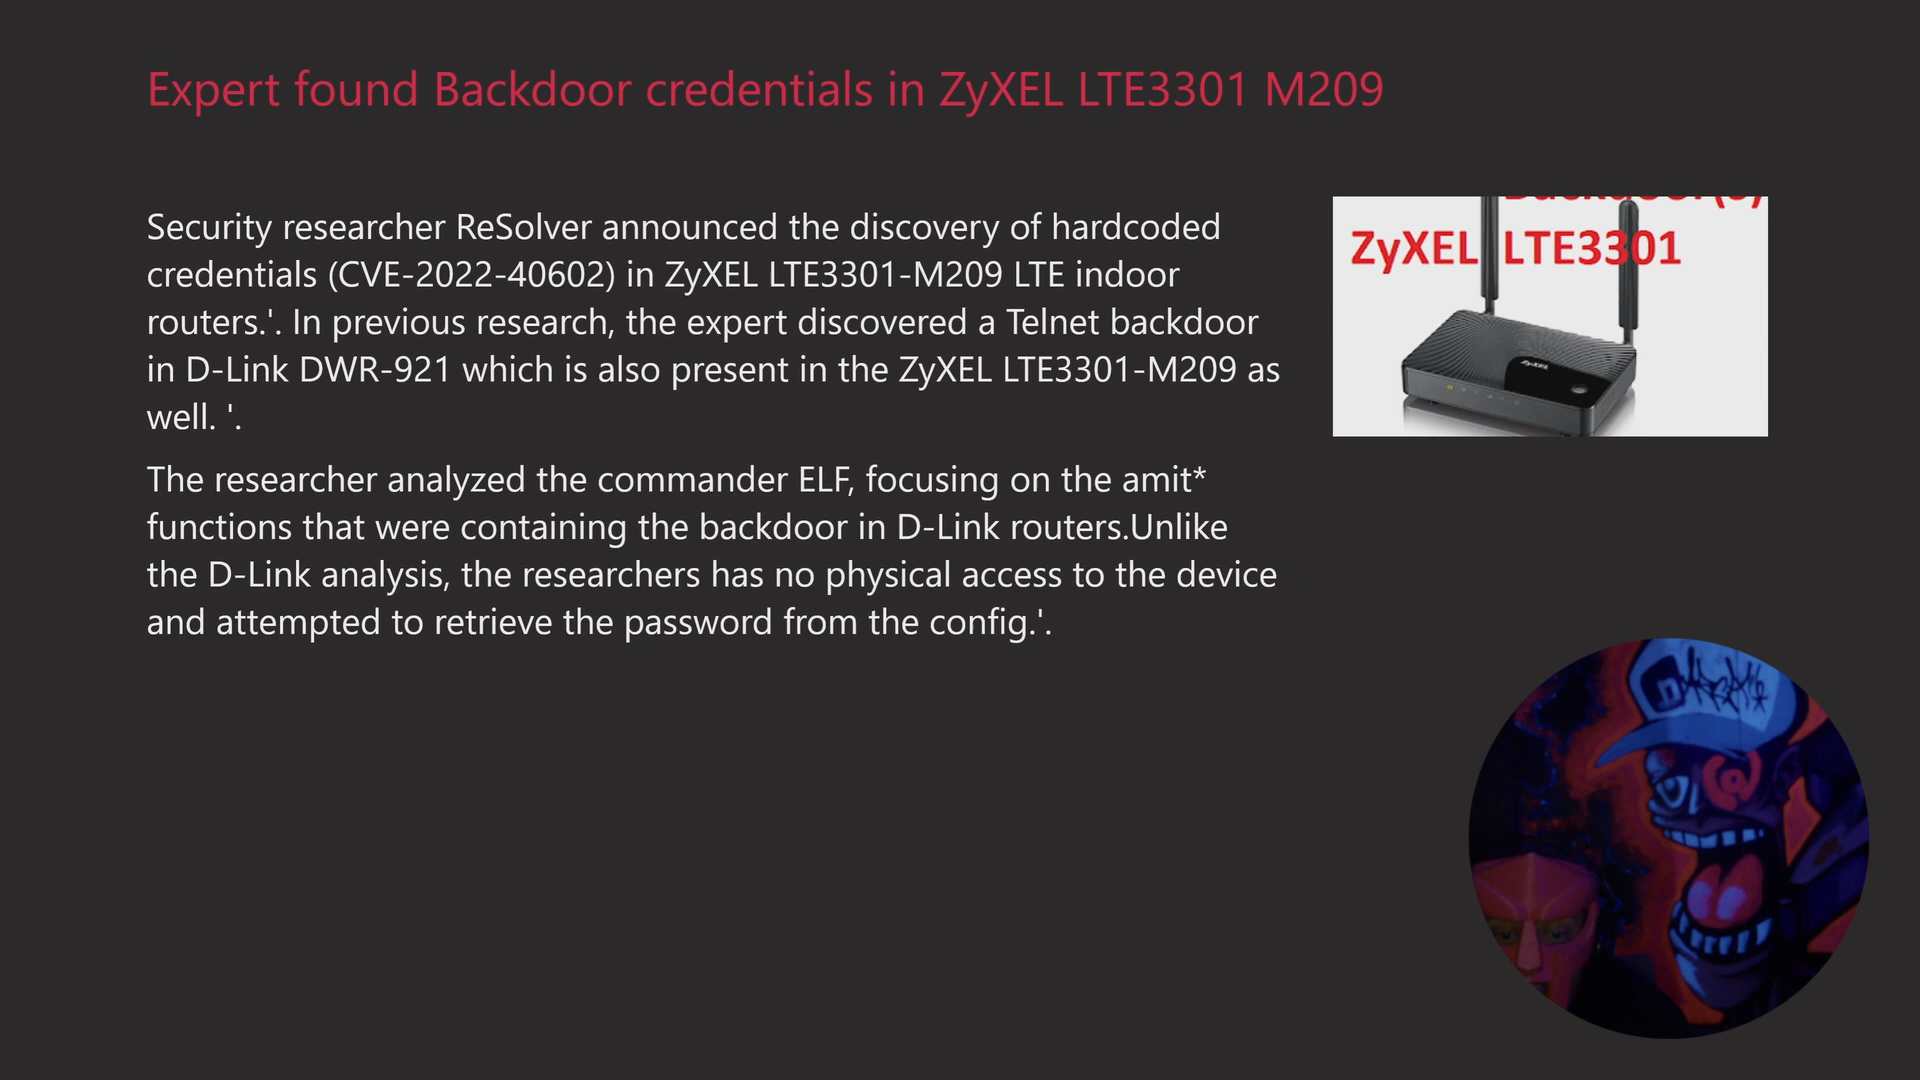 Expert found Backdoor credentials in ZyXEL LTE3301 M209
Security researcher ReSolver announced the discovery of hardcoded
credentials (CVE-2022-40602) in ZyXEL LTE3301-M209 LTE indoor
routers.'. In previous research, the expert discovered a Telnet backdoor
in D-Link DWR-921 which is also present in the ZyXEL LTE3301-M209 as
well. '.
The researcher analyzed the commander ELF, focusing on the amit*
functions that were containing the backdoor in D-Link routers.Unlike
the D-Link analysis, the researchers has no physical access to the device
and attempted to retrieve the password from the config.'.
ZyXEL LTE3301
ZyXEL